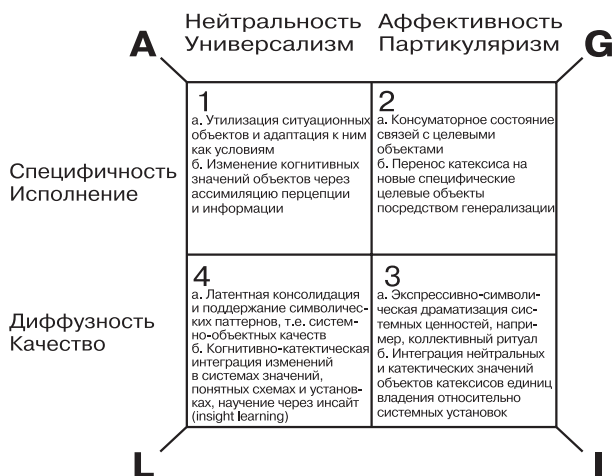 Нейтральность
Универсализм
Аффективность
Партикуляризм
A
G
Специфичность
Исполнение
1
а. Утилизация ситуационных
объектов и адаптация к ним
как условиям
б. Изменение когнитивных
значений объектов через
ассимиляцию перцепции
и информации
2
а. Консуматорное состояние
связей с целевыми
объектами
б. Перенос катексиса на
новые специфические
целевые объекты
посредством генерализации
Диффузность
Качество
4
а. Латентная консолидация
и поддержание символичес-
ких паттернов, т.е. систем-
но-объектных качеств
б. Когнитивно-катектическая
интеграция изменений
в системах значений,
понятных схемах и установ-
ках, научение через инсайт
(insight learning)
3
а. Экспрессивно-символи-
ческая драматизация сис-
темных ценностей, напри-
мер, коллективный ритуал
б. Интеграция нейтральных
и катектических значений
объектов катексисов единиц
владения относительно
системных установок
L
I